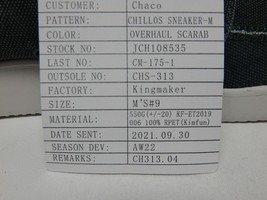 CUSTOMER: Chaco
PATTERN: CHILLOS SNEAKER-M
COLOR: OVERHAUL SCARAB
STOCK NO: JCH108535
LAST NO: CM-175-1
OUTSOLE NO: CHS-313
FACTORY: Kingmaker
SIZE: M'S#9
MATERIAL: 550G(+/-20) KF-ET2019
006 100% RPET(Kimfun)
DATE SENT: 2021.09.30
SEASON DEV: AW22
REMARKS: CH313.04